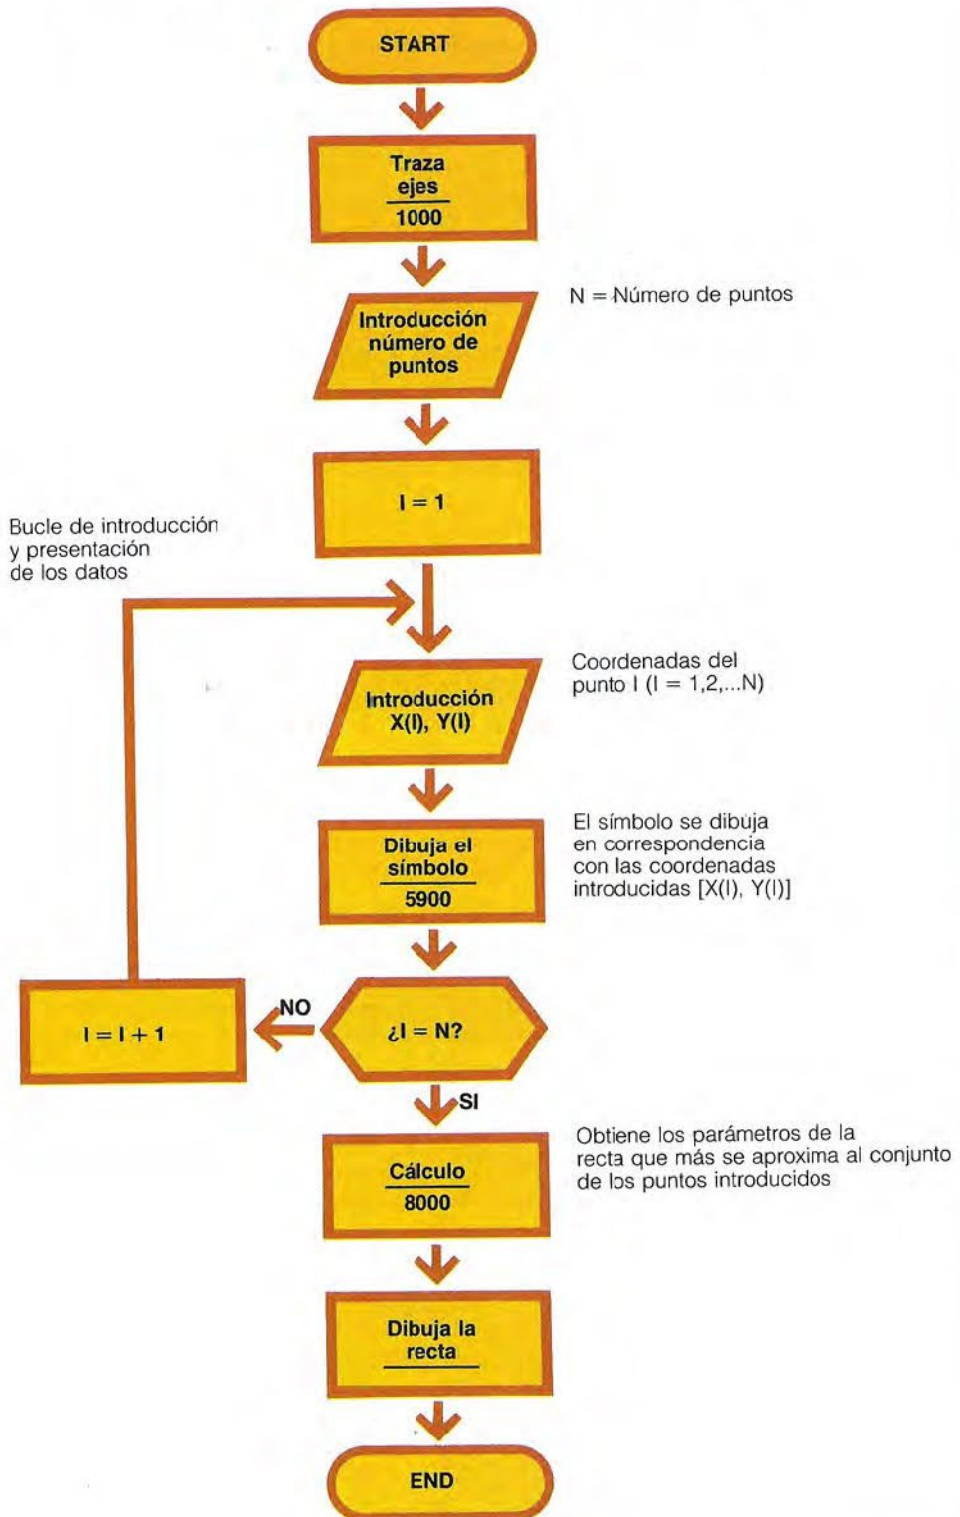 START
Traza
ejes
1000
N = Número de puntos
Introducción
número de
puntos
I = 1
Bucle de introducción
y presentación
de los datos
Coordenadas del
punto I (I = 1,2,...N)
Introducción
X(I), Y(I)
El símbolo se dibuja
en correspondencia
con las coordenadas
introducidas [X(I), Y(I)]
Dibuja el
símbolo
5900
¿I = N?
NO
I = I + 1
SI
Obtiene los parámetros de la
recta que más se aproxima al conjunto
de los puntos introducidos
Cálculo
8000
Dibuja la
recta
END